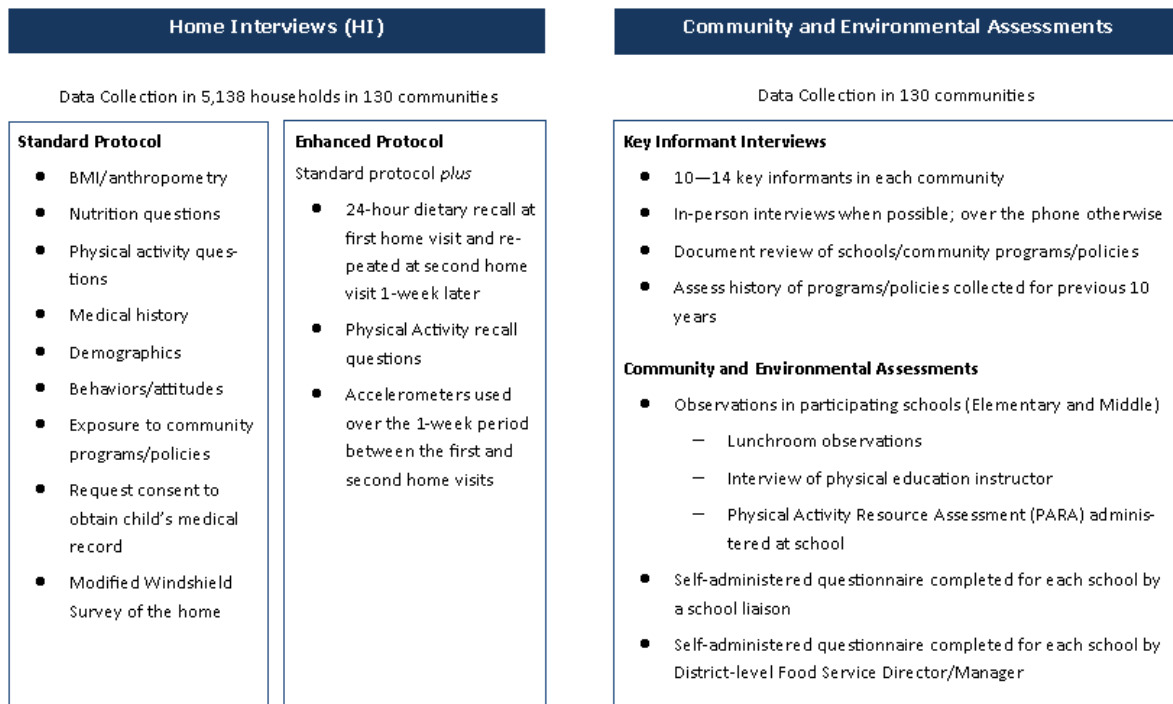 Home Interviews (HI)
Data Collection in 5,138 households in 130 communities
Standard Protocol
● BMI/anthropometry
● Nutrition questions
● Physical activity ques-
tions
● Medical history
● Demographics
● Behaviors/attitudes
● Exposure to community
programs/policies
● Request consent to
obtain child’s medical
record
● Modified Windshield
Survey of the home
Enhanced Protocol
Standard protocol plus
● 24-hour dietary recall at
first home visit and re-
peated at second home
visit 1-week later
● Physical Activity recall
questions
● Accelerometers used
over the 1-week period
between the first and
second home visits
Community and Environmental Assessments
Data Collection in 130 communities
Key Informant Interviews
● 10—14 key informants in each community
● In-person interviews when possible; over the phone otherwise
● Document review of schools/community programs/policies
● Assess history of programs/policies collected for previous 10
years
Community and Environmental Assessments
● Observations in participating schools (Elementary and Middle)
— Lunchroom observations
— Interview of physical education instructor
— Physical Activity Resource Assessment (PARA) adminis-
tered at school
● Self-administered questionnaire completed for each school by
a school liaison
● Self-administered questionnaire completed for each school by
District-level Food Service Director/Manager